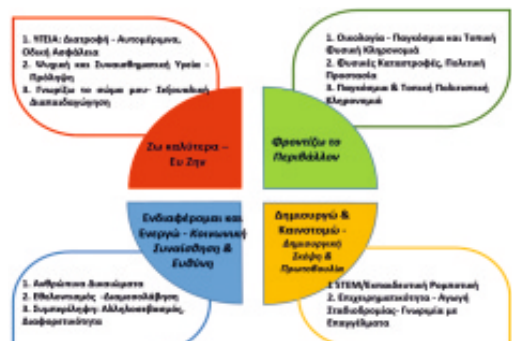 1. ΥΓΕΙΑ: Διατροφή - Αυτομέριμνα,
Οδική Ασφάλεια
2. Ψυχική και Συναισθηματική Υγεία -
Πρόληψη
3. Γνωρίζω το σώμα μου- Σεξουαλική
Διαπαιδαγώγηση
1. Οικολογία - Παγκόσμια και Τοπική
Φυσική Κληρονομιά
2. Φυσικές Καταστροφές, Πολιτική
Προστασία
3. Παγκόσμια & Τοπική Πολιτιστική
Κληρονομιά
Ζω καλύτερα –
Ευ Ζην
Φροντίζω το
Περιβάλλον
Ενδιαφέρομαι και
Ενεργώ - Κοινωνική
Συναίσθηση &
Ευθύνη
Δημιουργώ &
Καινοτομώ -
Δημιουργική
Σκέψη &
Πρωτοβουλία
1. Ανθρώπινα Δικαιώματα
2. Εθελοντισμός -Διαμεσολάβηση
3. Συμπερίληψη: Αλληλοσεβασμός,
Διαφορετικότητα
1 STEM/Εκπαιδευτική Ρομποτική
2. Επιχειρηματικότητα - Αγωγή
Σταδιοδρομίας- Γνωριμία με
Επαγγέλματα